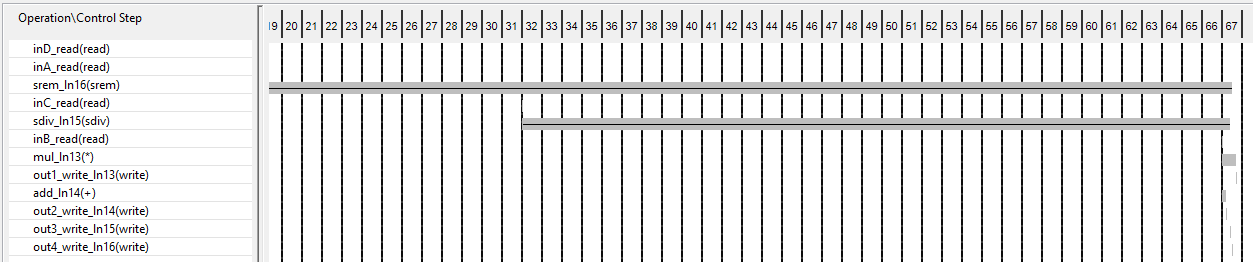 Operation\Control Step
19 20 21 22 23 24 25 26 27 28 29 30 31 32 33 34 35 36 37 38 39 40 41 42 43 44 45 46 47 48 49 50 51 52 53 54 55 56 57 58 59 60 61 62 63 64 65 66 67
inD_read(read)
inA_read(read)
srem_ln16(srem)
inC_read(read)
sdiv_ln15(sdiv)
inB_read(read)
mul_ln13(*)
out1_write_ln13(write)
add_ln14(+)
out2_write_ln14(write)
out3_write_ln15(write)
out4_write_ln16(write)